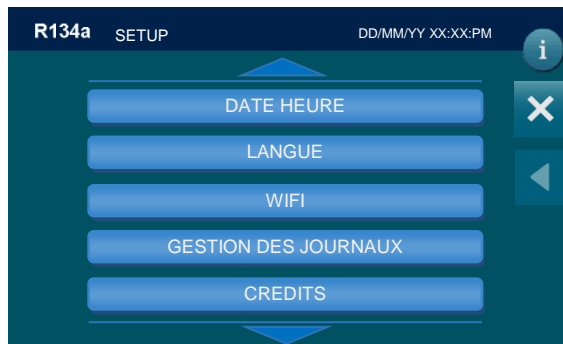 R134a SETUP DD/MM/YY XX:XX:PM
i
DATE HEURE
LANGUE
WIFI
GESTION DES JOURNAUX
CREDITS